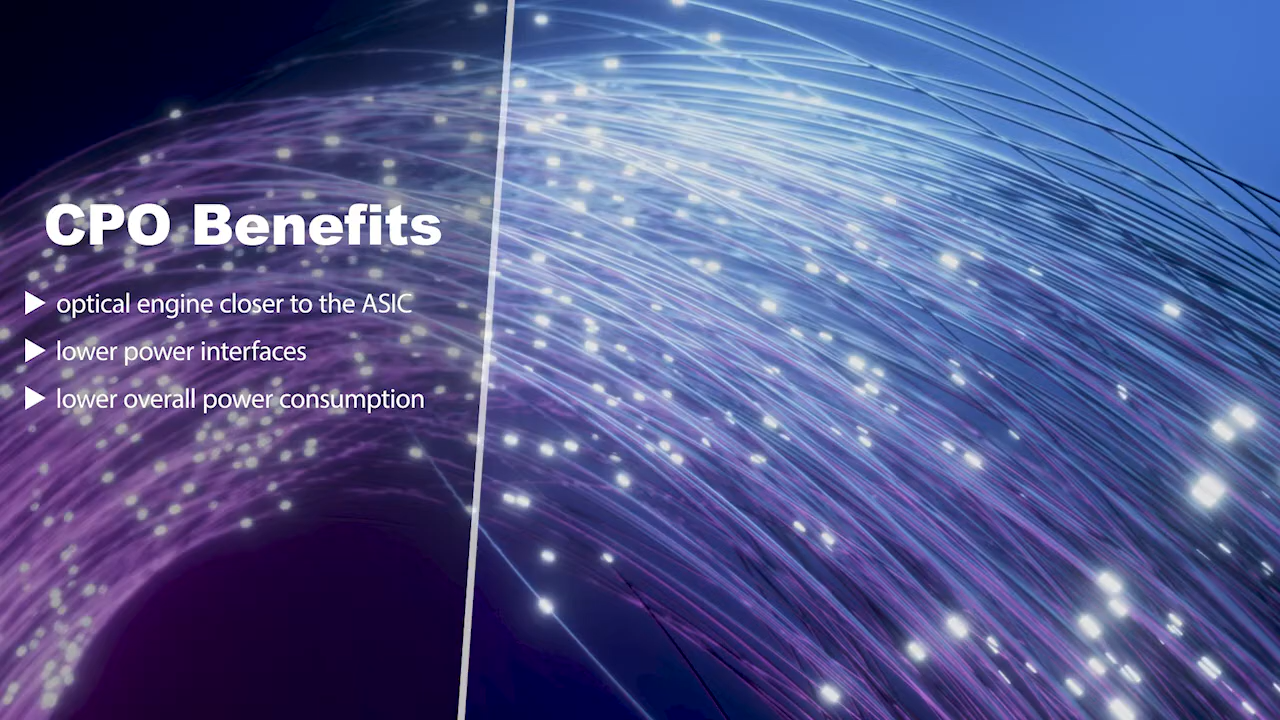 CPO Benefits
▶ optical engine closer to the ASIC
▶ lower power interfaces
▶ lower overall power consumption